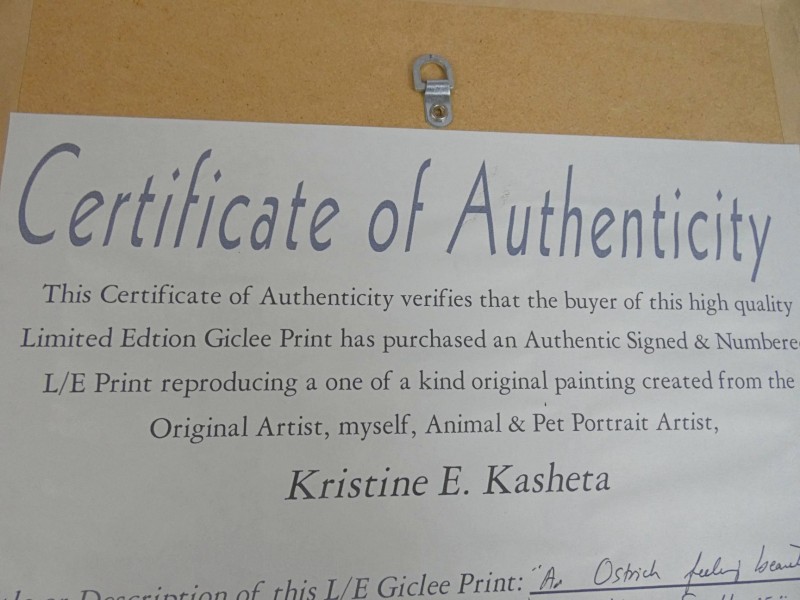 Certificate of Authenticity
This Certificate of Authenticity verifies that the buyer of this high quality
Limited Edtion Giclee Print has purchased an Authentic Signed & Numbere
L/E Print reproducing a one of a kind original painting created from the
Original Artist, myself, Animal & Pet Portrait Artist,
Kristine E. Kasheta
or Description of this L/E Giclee Print: "An Ostrich feeling